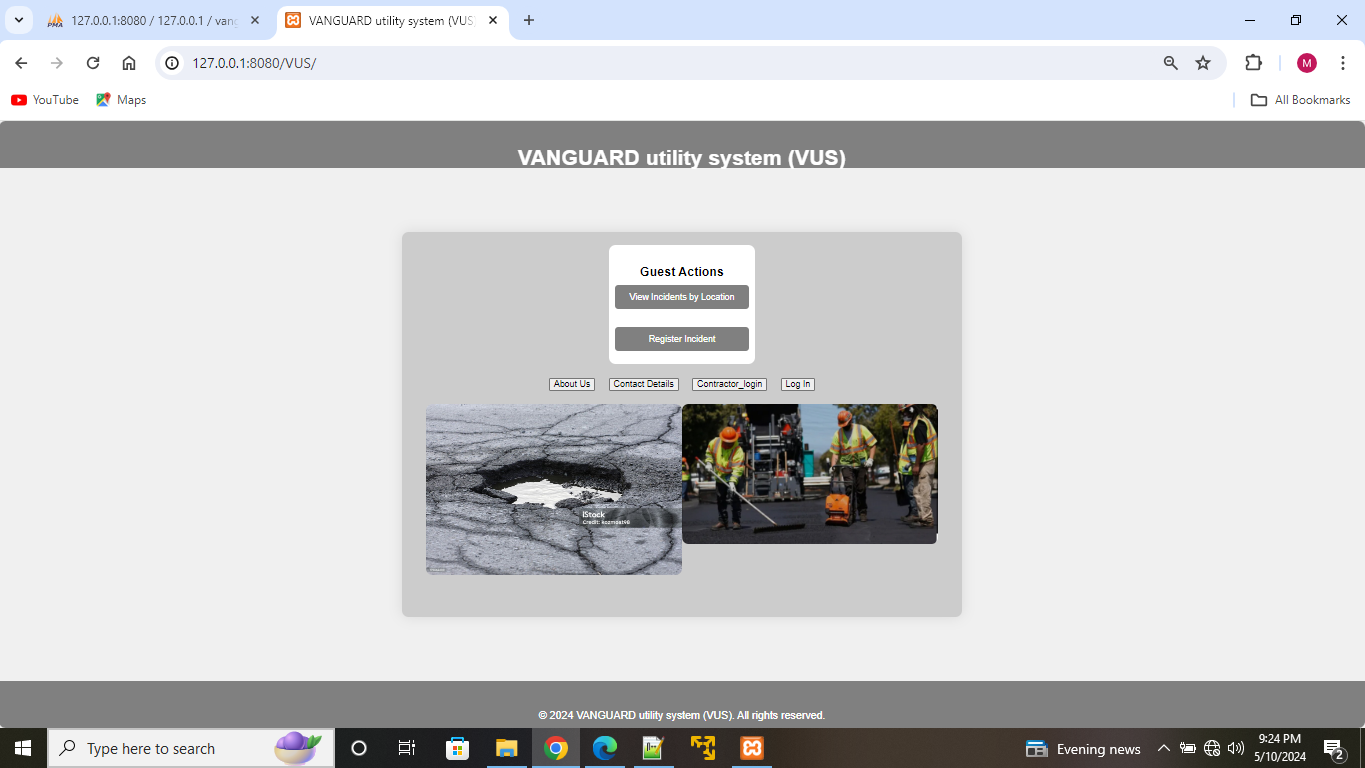 127.0.0.1:8080 / 127.0.0.1 / vang
VANGUARD utility system (VUS)
127.0.0.1:8080/VUS/
M
YouTube
Maps
All Bookmarks
VANGUARD utility system (VUS)
Guest Actions
View Incidents by Location
Register Incident
About Us
Contact Details
Contractor_login
Log In
iStock
Credit: kozmoat98
© 2024 VANGUARD utility system (VUS). All rights reserved.
Type here to search
Evening news
9:24 PM
5/10/2024
2